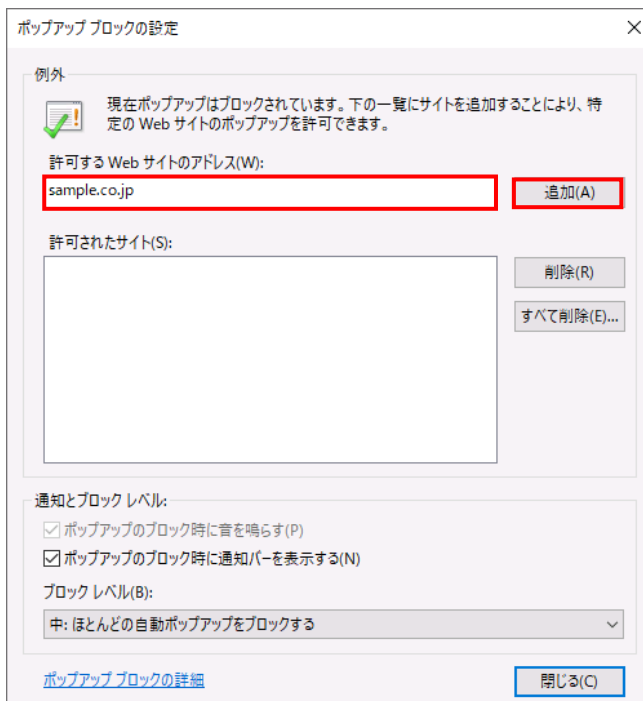 ポップアップ ブロックの設定
例外
現在ポップアップはブロックされています。下の一覧にサイトを追加することにより、特
定の Web サイトのポップアップを許可できます。
許可する Web サイトのアドレス(W):
sample.co.jp
追加(A)
許可されたサイト(S):
削除(R)
すべて削除(E)...
通知とブロック レベル:
ポップアップのブロック時に音を鳴らす(P)
ポップアップのブロック時に通知バーを表示する(N)
ブロック レベル(B):
中: ほとんどの自動ポップアップをブロックする
ポップアップ ブロックの詳細
閉じる(C)